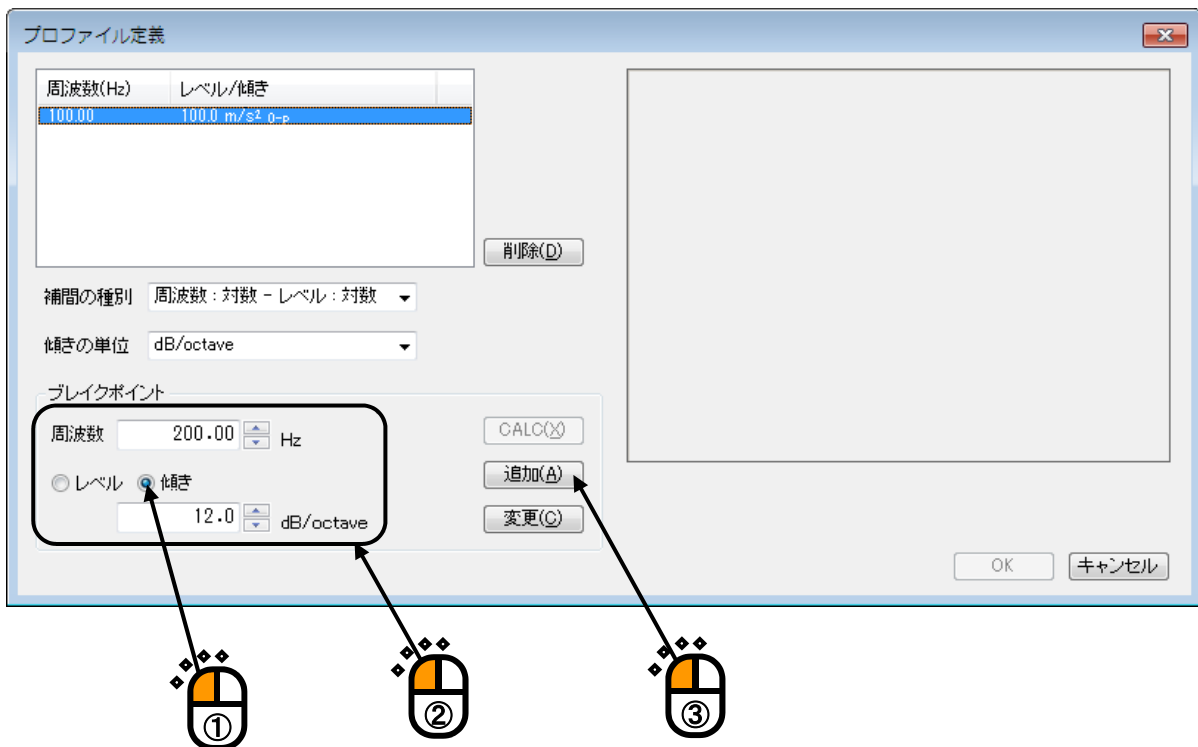 プロファイル定義
周波数(Hz) レベル/傾き
100.00 100.0 m/s² 0-p
削除(D)
補間の種別 周波数:対数 - レベル:対数
傾きの単位 dB/octave
ブレイクポイント
周波数 200.00 Hz
CALC(X)
レベル 傾き
追加(A)
12.0 dB/octave
変更(C)
OK キャンセル
① ② ③